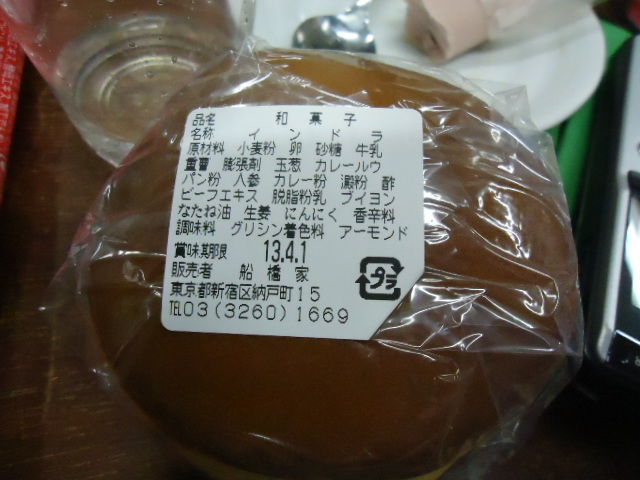 品名 和菓子
名称 インドラ
原材料 小麦粉 卵 砂糖 牛乳
重曹 膨張剤 玉葱 カレールウ
パン粉 人参 カレー粉 澱粉 酢
ビーフエキス 脱脂粉乳 ブイヨン
なたね油 生姜 にんにく 香辛料
調味料 グリシン着色料 アーモンド
賞味期限 13.4.1
販売者 船橋家
東京都新宿区納戸町15
TEL03(3260)1669
プラ